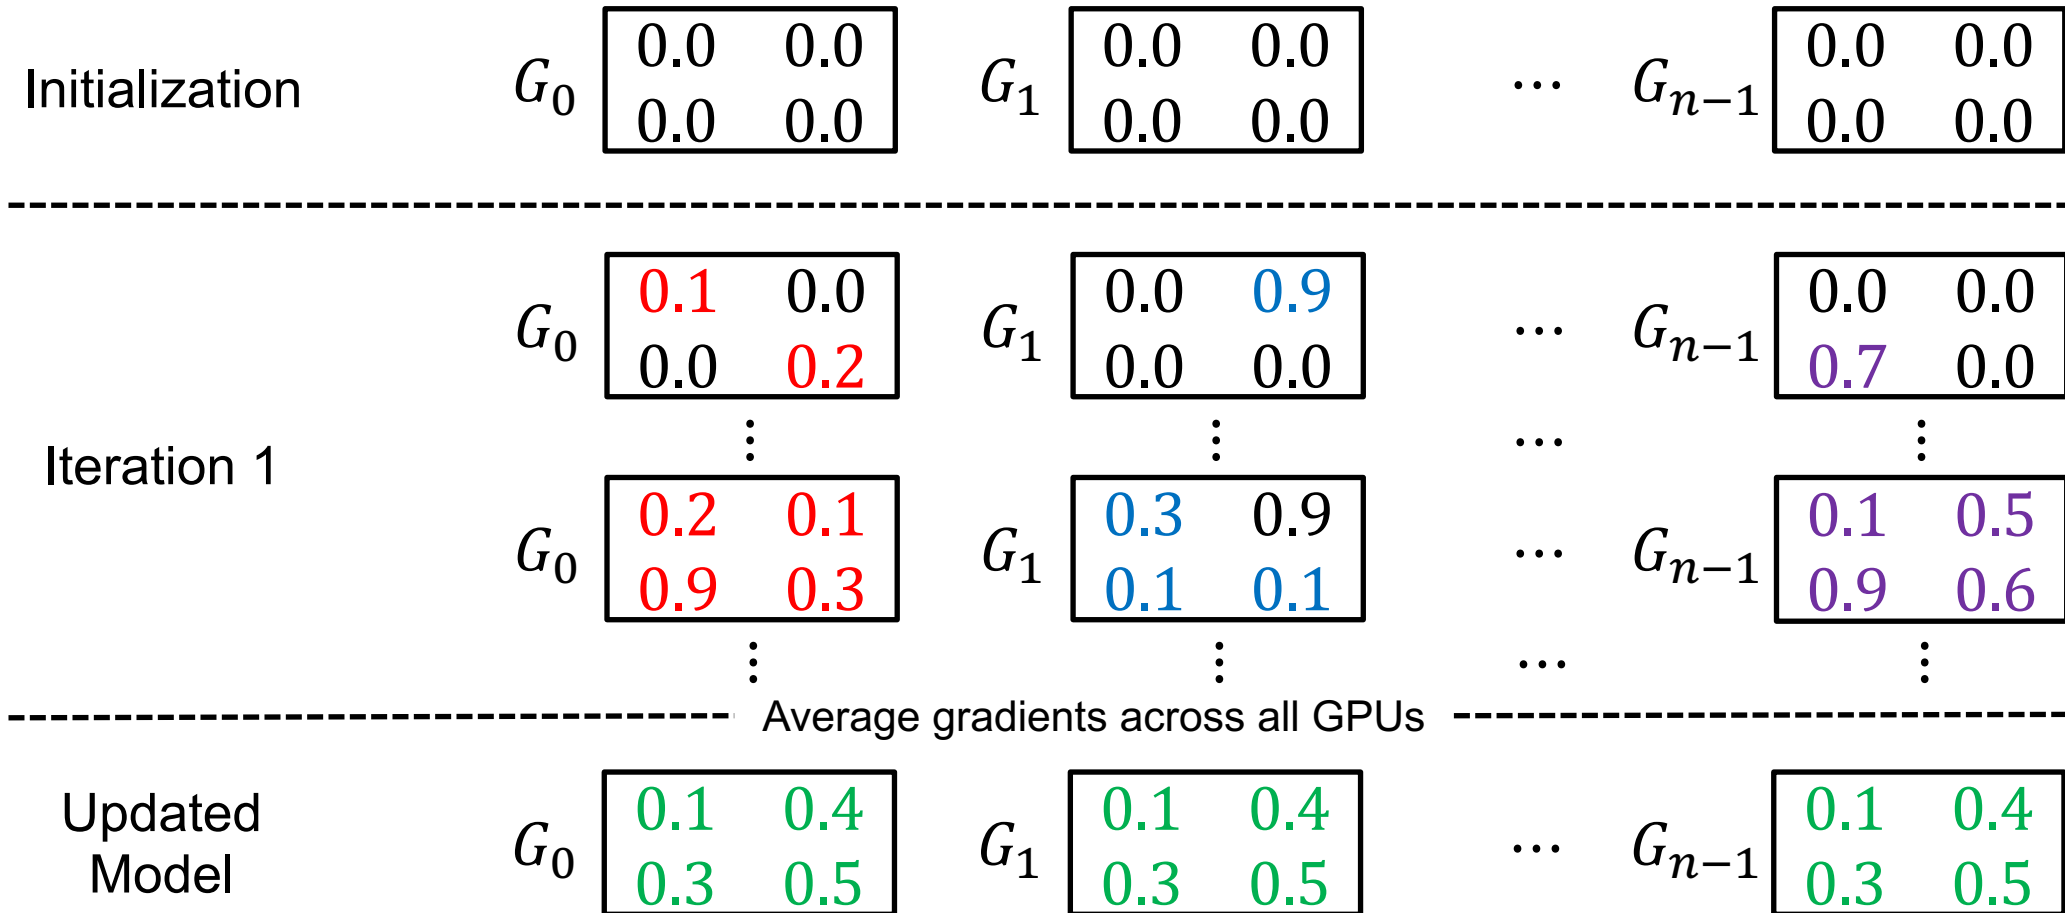 Initialization
G₀ 0.0 0.0 G₁ 0.0 0.0 ⋯ Gₙ₋₁ 0.0 0.0
0.0 0.0 0.0 0.0 0.0 0.0
Iteration 1
G₀ 0.1 0.0 G₁ 0.0 0.9 ⋯ Gₙ₋₁ 0.0 0.0
0.0 0.2 0.0 0.0 0.7 0.0
⋮ ⋮ ⋯ ⋮
G₀ 0.2 0.1 G₁ 0.3 0.9 ⋯ Gₙ₋₁ 0.1 0.5
0.9 0.3 0.1 0.1 0.9 0.6
⋮ ⋮ ⋯ ⋮
Average gradients across all GPUs
Updated
Model
G₀ 0.1 0.4 G₁ 0.1 0.4 ⋯ Gₙ₋₁ 0.1 0.4
0.3 0.5 0.3 0.5 0.3 0.5